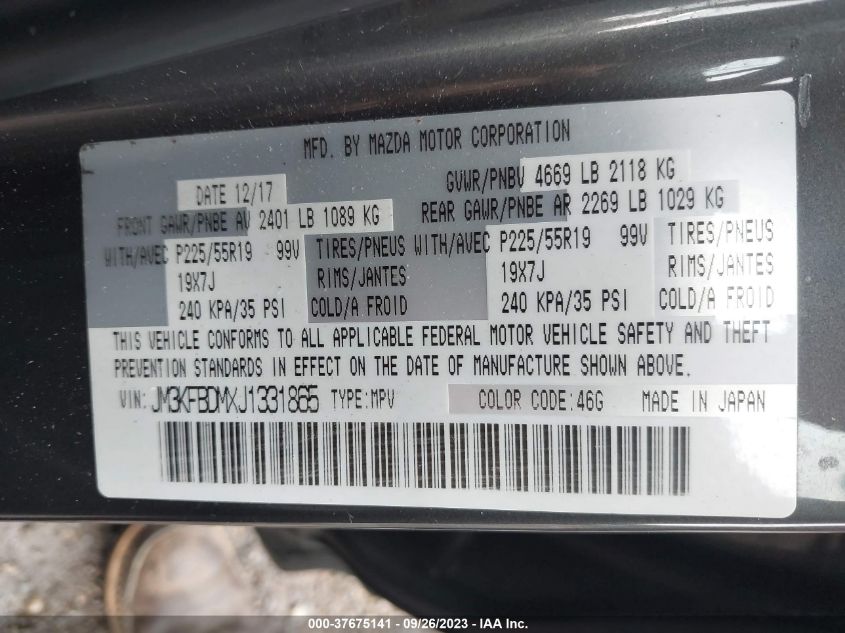 MFD. BY MAZDA MOTOR CORPORATION
DATE 12/17
GVWR/PNBV 4669 LB 2118 KG
FRONT GAWR/PNBE AV 2401 LB 1089 KG
REAR GAWR/PNBE AR 2269 LB 1029 KG
WITH/AVEC P225/55R19 99V TIRES/PNEUS WITH/AVEC P225/55R19 99V TIRES/PNEUS
19X7J RIMS/JANTES 19X7J RIMS/JANTES
240 KPA/35 PSI COLD/A FROID 240 KPA/35 PSI COLD/A FROID
THIS VEHICLE CONFORMS TO ALL APPLICABLE FEDERAL MOTOR VEHICLE SAFETY AND THEFT
PREVENTION STANDARDS IN EFFECT ON THE DATE OF MANUFACTURE SHOWN ABOVE.
VIN: JM3KFBDMXJ1331865 TYPE:MPV COLOR CODE:46G MADE IN JAPAN
000-37675141 - 09/26/2023 - IAA Inc.